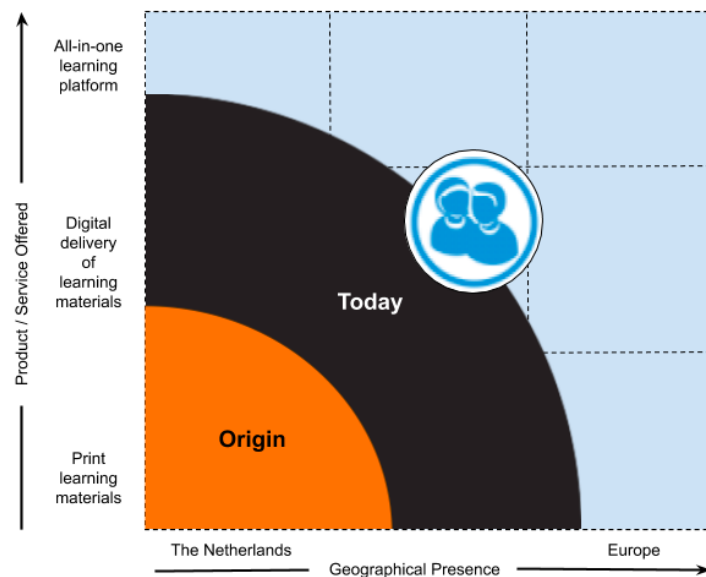 All-in-one
learning
platform
Product / Service Offered
Digital
delivery
of
learning
materials
Today
Origin
Print
learning
materials
The Netherlands
Europe
Geographical Presence